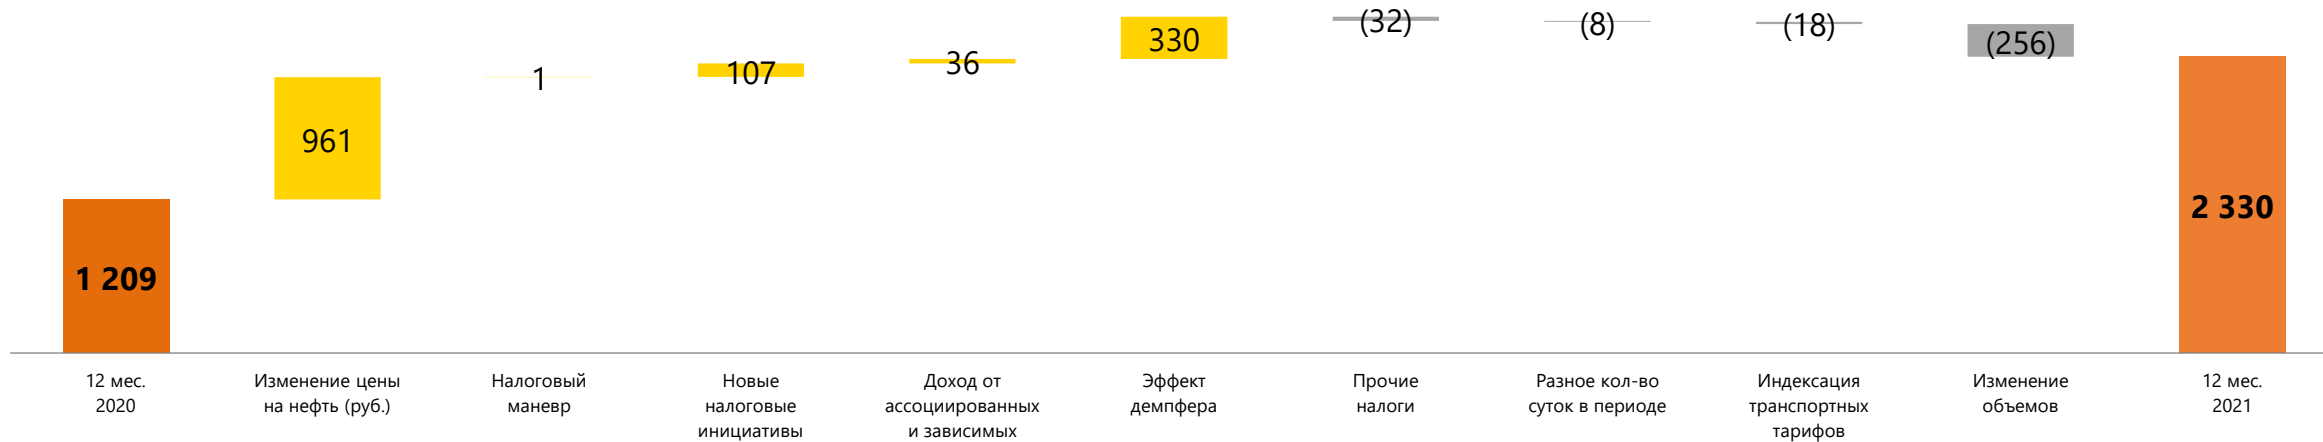 330
(32)
(8)
(18)
(256)
1
107
36
961
1 209
2 330
12 мес.
2020
Изменение цены
на нефть (руб.)
Налоговый
маневр
Новые
налоговые
инициативы
Доход от
ассоциированных
и зависимых
Эффект
демпфера
Прочие
налоги
Разное кол-во
суток в периоде
Индексация
транспортных
тарифов
Изменение
объемов
12 мес.
2021